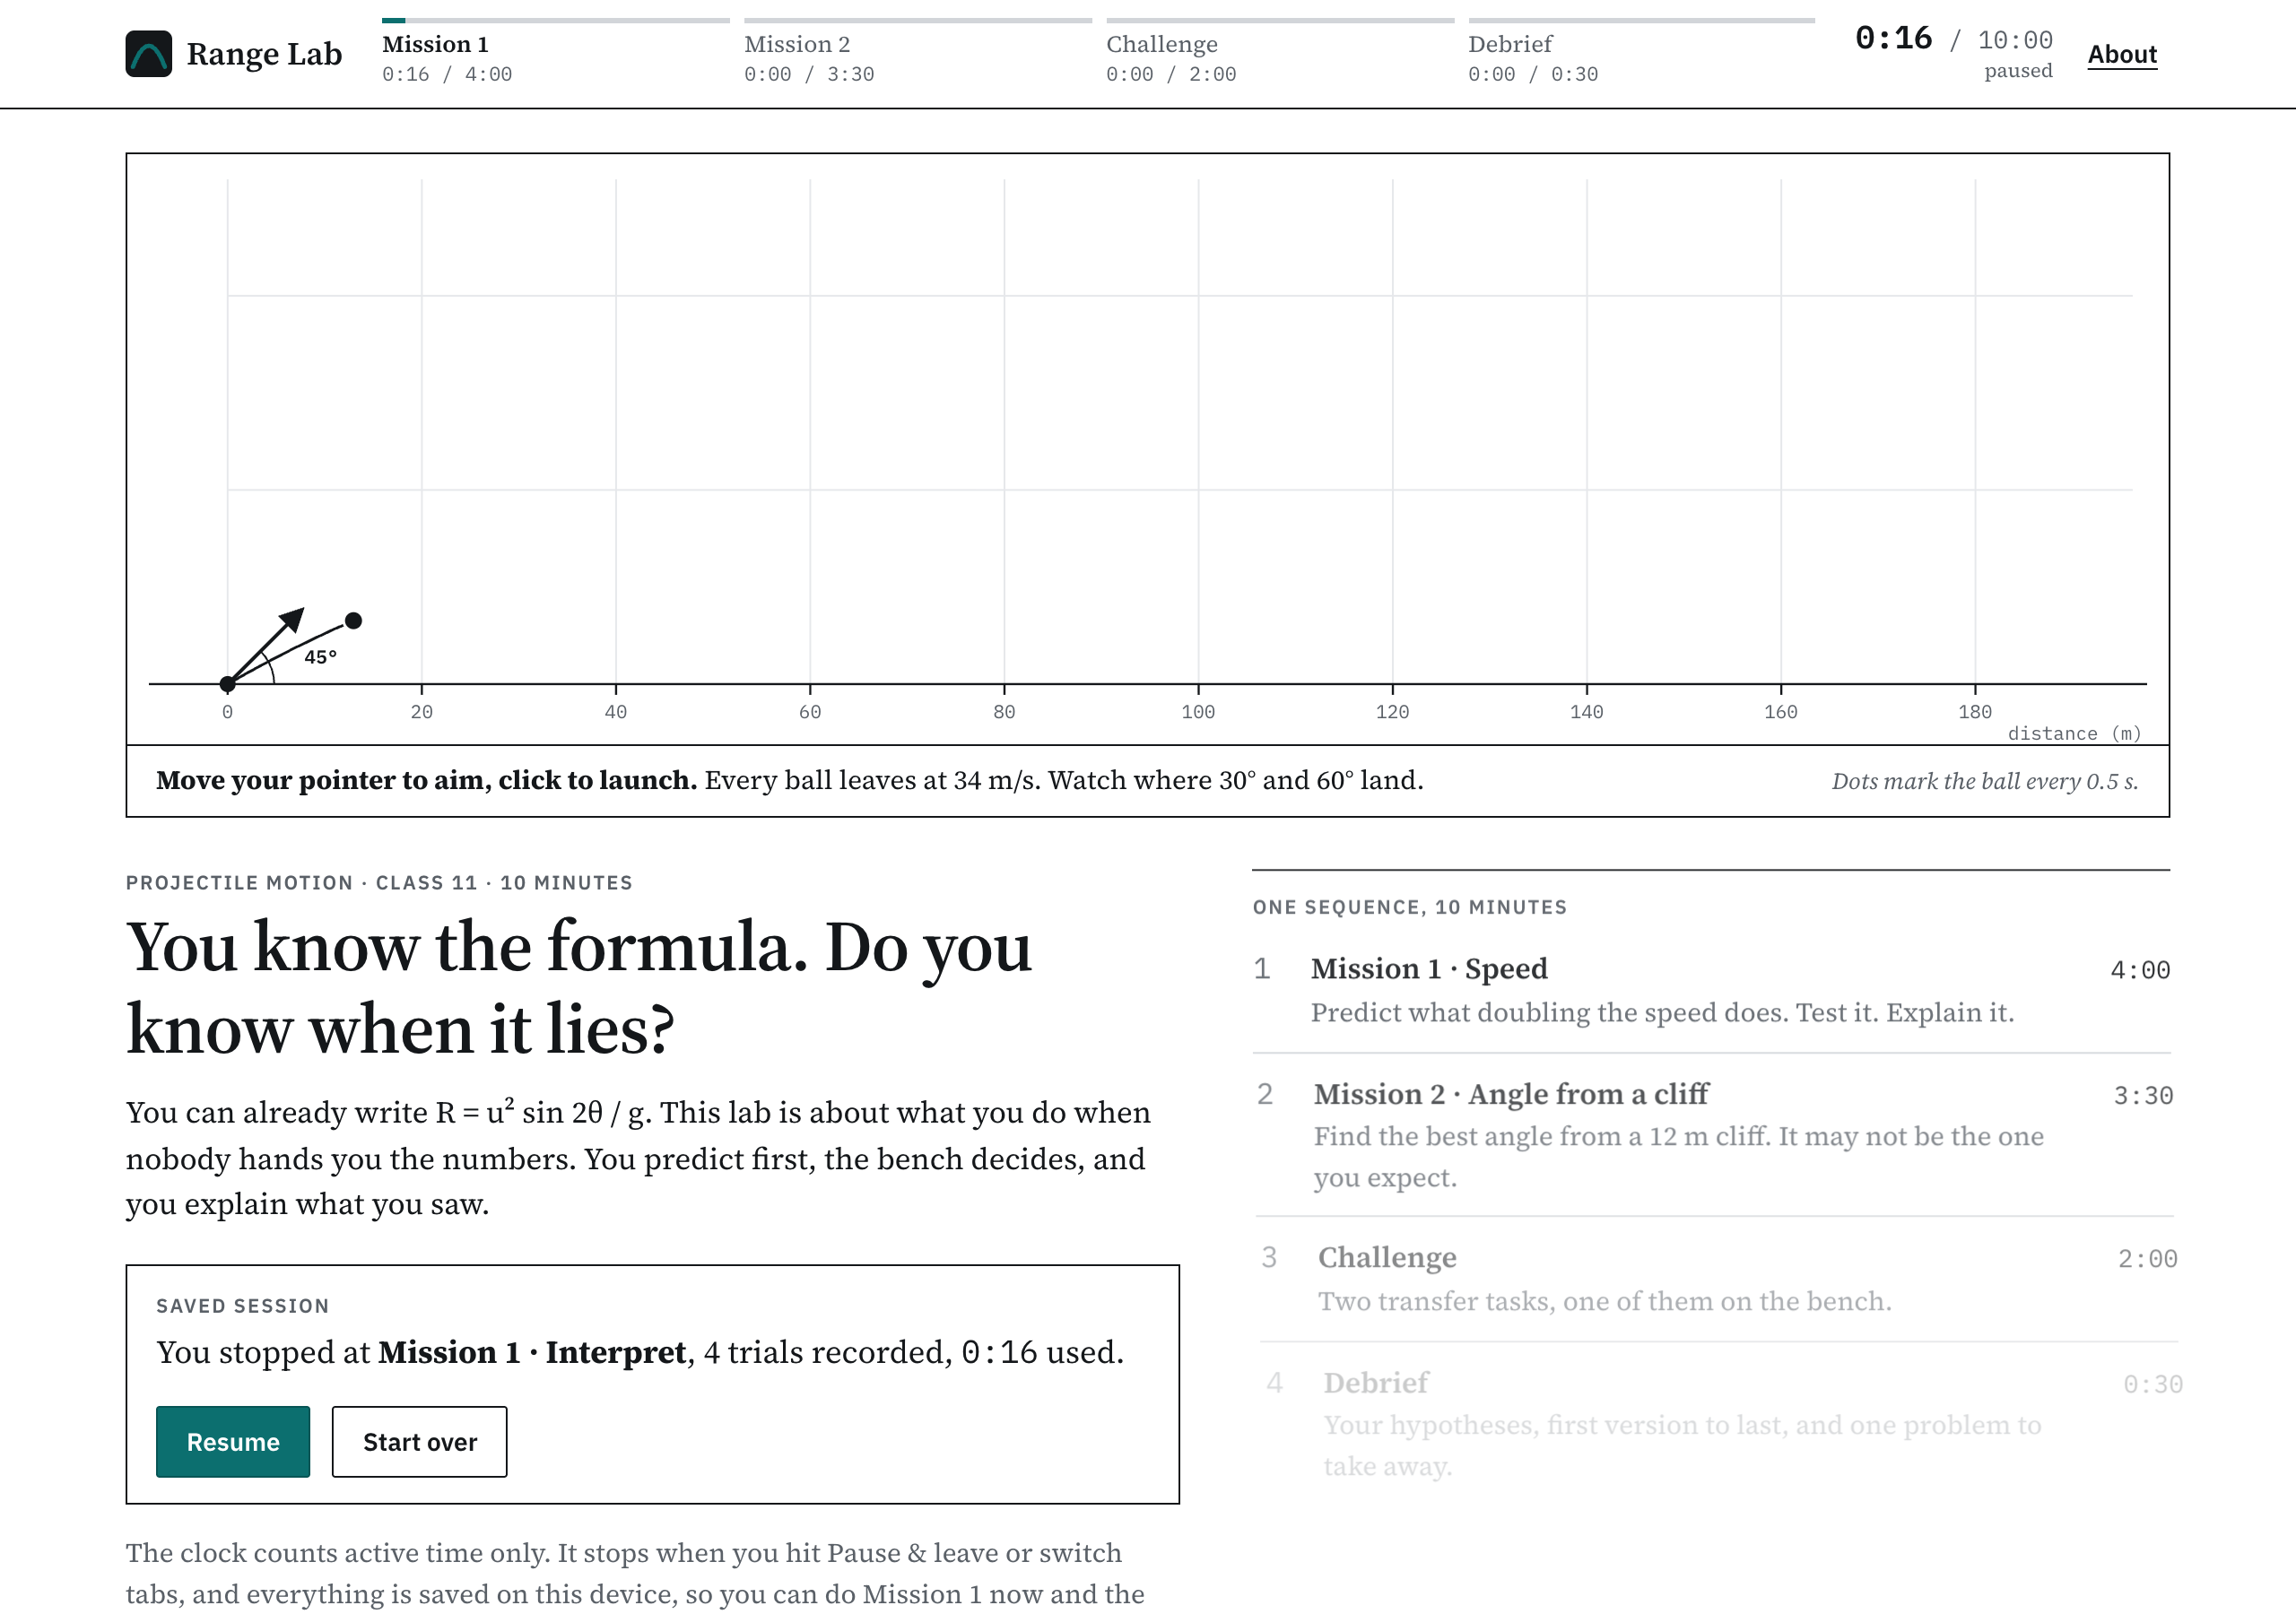 Range Lab
Mission 1
0:16 / 4:00
Mission 2
0:00 / 3:30
Challenge
0:00 / 2:00
Debrief
0:00 / 0:30
0:16 / 10:00
paused
About
45°
0 20 40 60 80 100 120 140 160 180
distance (m)
Move your pointer to aim, click to launch. Every ball leaves at 34 m/s. Watch where 30° and 60° land.
Dots mark the ball every 0.5 s.
PROJECTILE MOTION · CLASS 11 · 10 MINUTES
You know the formula. Do you
know when it lies?
You can already write R = u² sin 2θ / g. This lab is about what you do when
nobody hands you the numbers. You predict first, the bench decides, and
you explain what you saw.
SAVED SESSION
You stopped at Mission 1 · Interpret, 4 trials recorded, 0:16 used.
Resume
Start over
The clock counts active time only. It stops when you hit Pause & leave or switch
tabs, and everything is saved on this device, so you can do Mission 1 now and the
ONE SEQUENCE, 10 MINUTES
1 Mission 1 · Speed 4:00
Predict what doubling the speed does. Test it. Explain it.
2 Mission 2 · Angle from a cliff 3:30
Find the best angle from a 12 m cliff. It may not be the one
you expect.
3 Challenge 2:00
Two transfer tasks, one of them on the bench.
4 Debrief 0:30
Your hypotheses, first version to last, and one problem to
take away.